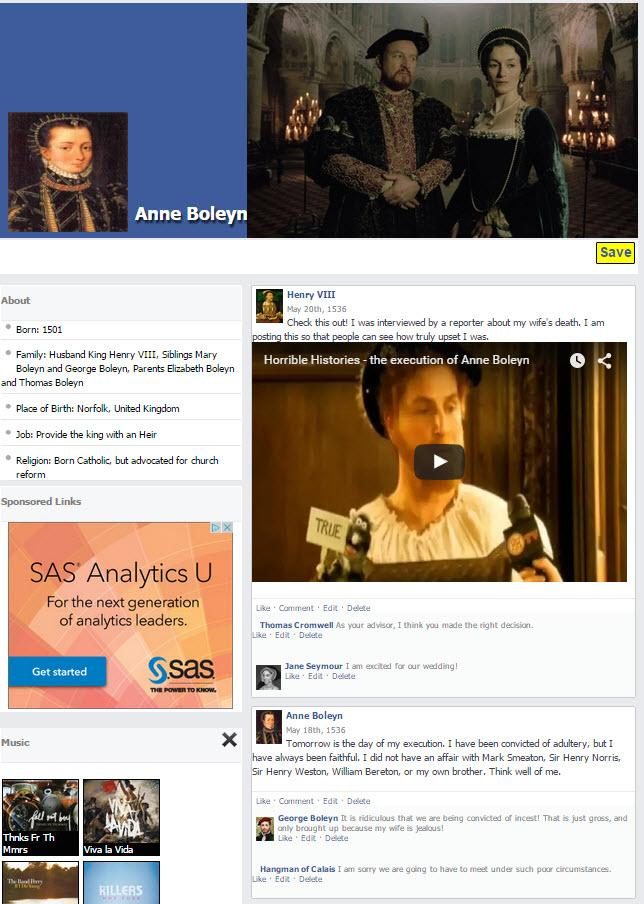 Anne Boleyn
Save
About
Born: 1501
Family: Husband King Henry VIII, Siblings Mary
Boleyn and George Boleyn, Parents Elizabeth Boleyn
and Thomas Boleyn
Place of Birth: Norfolk, United Kingdom
Job: Provide the king with an Heir
Religion: Born Catholic, but advocated for church
reform
Sponsored Links
SAS® Analytics U
For the next generation
of analytics leaders.
Get started
sas
THE POWER TO KNOW.
Music
fall out boy
Thnks Fr Th
Mmrs
VIVA LA VIDA
Viva la Vida
The Band Perry
If I Die Young
KILLERS
Henry VIII
May 20th, 1536
Check this out! I was interviewed by a reporter about my wife's death. I am
posting this so that people can see how truly upset I was.
Horrible Histories - the execution of Anne Boleyn
TRUE
Like · Comment · Edit · Delete
Thomas Cromwell As your advisor, I think you made the right decision.
Like · Edit · Delete
Jane Seymour I am excited for our wedding!
Like · Edit · Delete
Anne Boleyn
May 18th, 1536
Tomorrow is the day of my execution. I have been convicted of adultery, but I
have always been faithful. I did not have an affair with Mark Smeaton, Sir Henry Norris,
Sir Henry Weston, William Bereton, or my own brother. Think well of me.
Like · Comment · Edit · Delete
George Boleyn It is ridiculous that we are being convicted of incest! That is just gross, and
only brought up because my wife is jealous!
Like · Edit · Delete
Hangman of Calais I am sorry we are going to have to meet under such poor circumstances.
Like · Edit · Delete